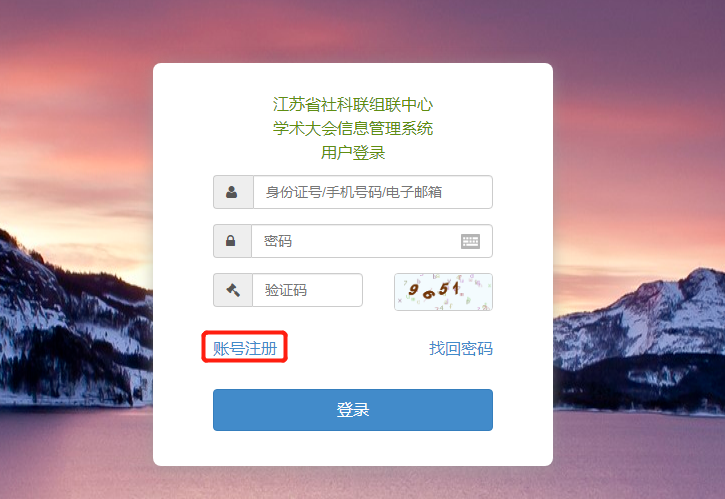 江苏省社科联组联中心
学术大会信息管理系统
用户登录
身份证号/手机号码/电子邮箱
密码
验证码
9651
账号注册
找回密码
登录